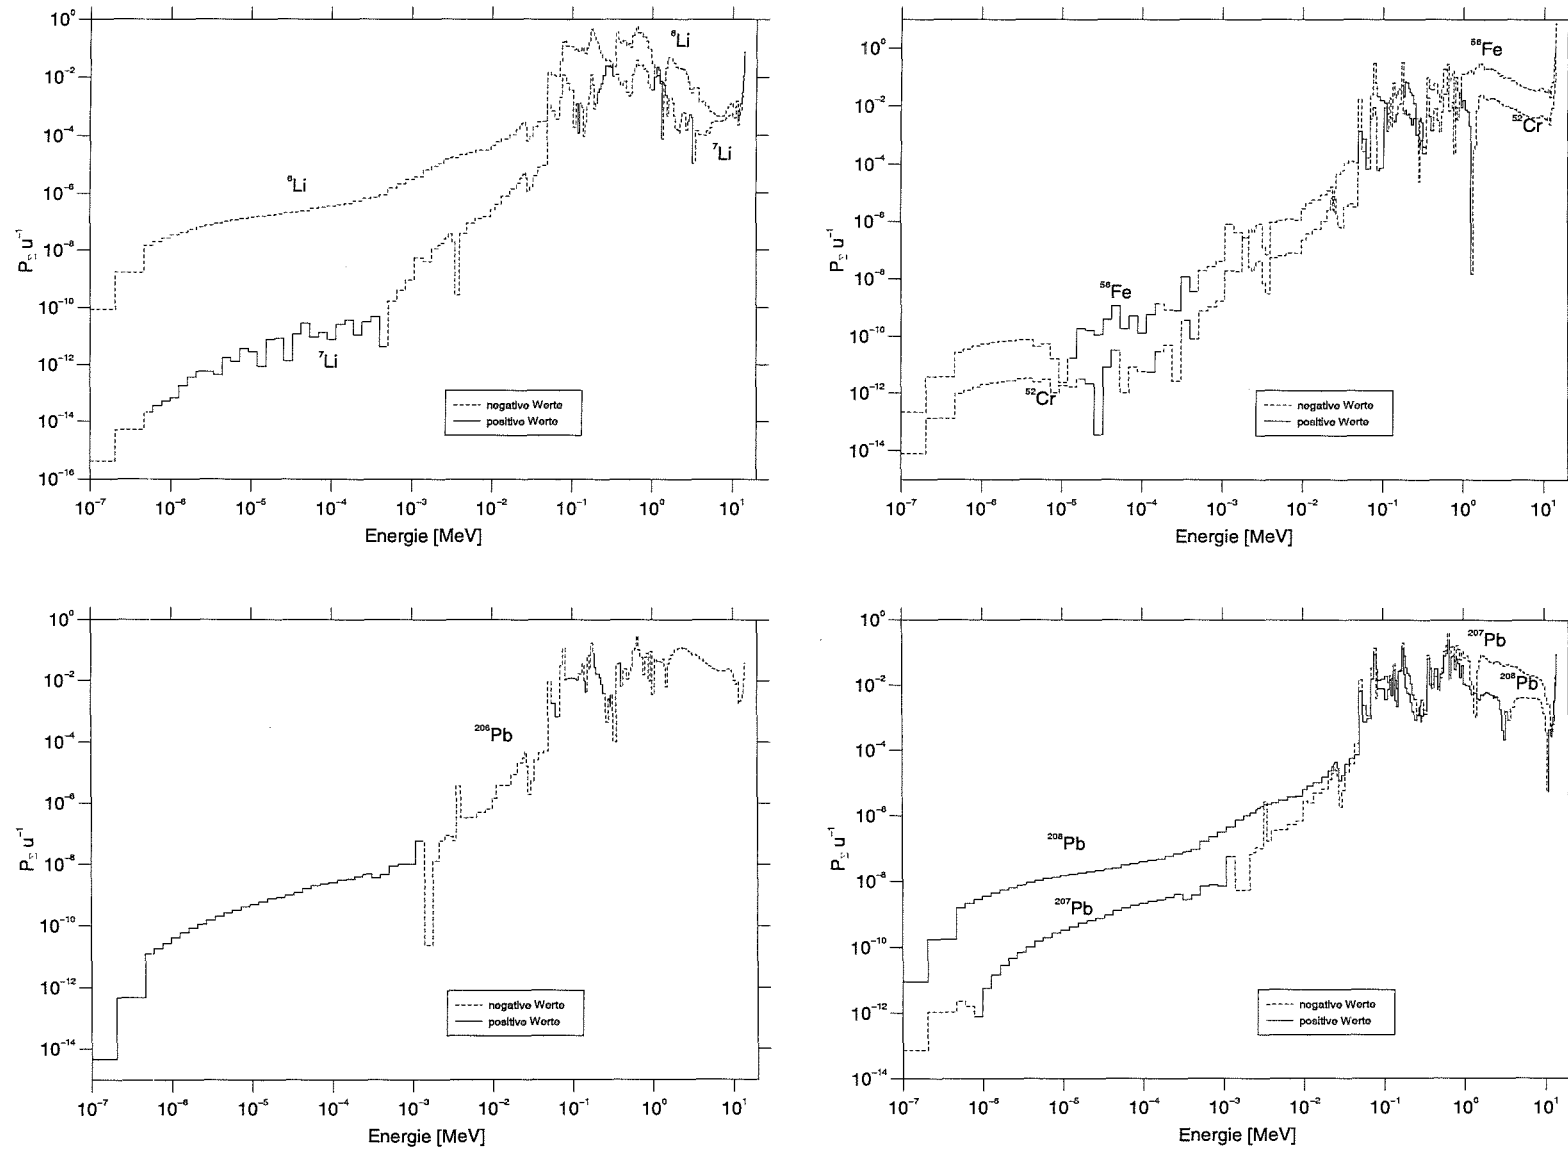 10⁰
10⁻²
10⁻⁴
10⁻⁶
10⁻⁸
10⁻¹⁰
10⁻¹²
10⁻¹⁴
10⁻¹⁶
P_Σ u⁻¹
⁶Li
⁷Li
⁶Li
⁷Li
negative Werte
positive Werte
10⁻⁷ 10⁻⁶ 10⁻⁵ 10⁻⁴ 10⁻³ 10⁻² 10⁻¹ 10⁰ 10¹
Energie [MeV]
10⁰
10⁻²
10⁻⁴
10⁻⁶
10⁻⁸
10⁻¹⁰
10⁻¹²
10⁻¹⁴
P_Σ u⁻¹
⁵⁶Fe
⁵²Cr
⁵⁶Fe
⁵²Cr
negative Werte
positive Werte
10⁻⁷ 10⁻⁶ 10⁻⁵ 10⁻⁴ 10⁻³ 10⁻² 10⁻¹ 10⁰ 10¹
Energie [MeV]
10⁰
10⁻²
10⁻⁴
10⁻⁶
10⁻⁸
10⁻¹⁰
10⁻¹²
10⁻¹⁴
P_Σ u⁻¹
²⁰⁶Pb
negative Werte
positive Werte
10⁻⁷ 10⁻⁶ 10⁻⁵ 10⁻⁴ 10⁻³ 10⁻² 10⁻¹ 10⁰ 10¹
Energie [MeV]
10⁰
10⁻²
10⁻⁴
10⁻⁶
10⁻⁸
10⁻¹⁰
10⁻¹²
10⁻¹⁴
P_Σ u⁻¹
²⁰⁷Pb
²⁰⁸Pb
²⁰⁸Pb
²⁰⁷Pb
negative Werte
positive Werte
10⁻⁷ 10⁻⁶ 10⁻⁵ 10⁻⁴ 10⁻³ 10⁻² 10⁻¹ 10⁰ 10¹
Energie [MeV]